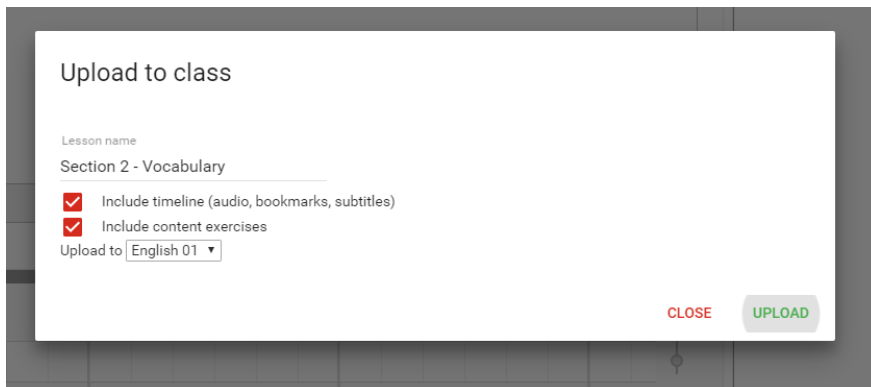 Upload to class
Lesson name
Section 2 - Vocabulary
Include timeline (audio, bookmarks, subtitles)
Include content exercises
Upload to English 01
CLOSE UPLOAD